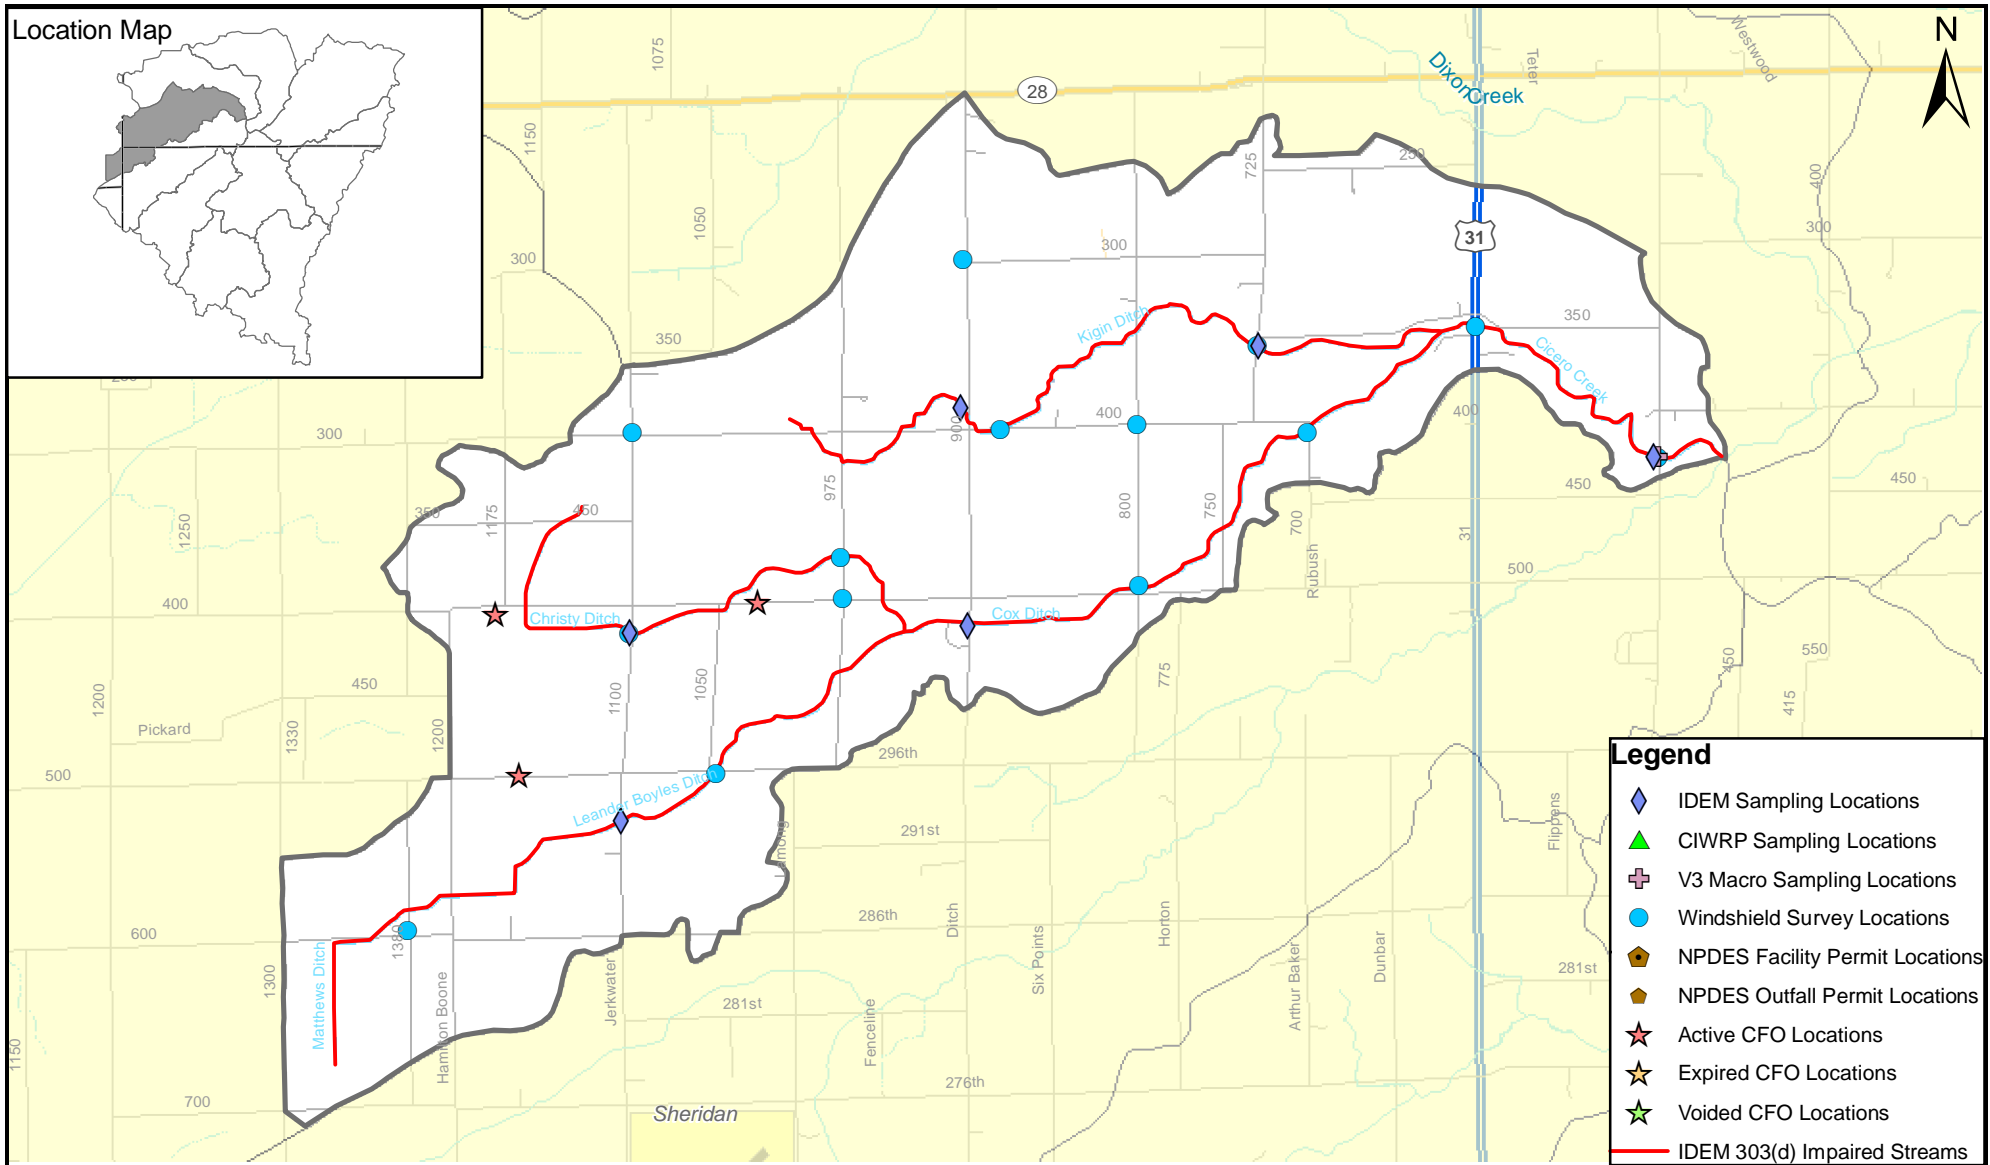 Location Map
N
28
Dixon Creek
Teter
Westwood
1075
1150
1050
725
250
400
300
300
300
31
350
350
Kigin Ditch
Cicero Creek
900
400
400
300
975
350
1175
450
800
750
700
450
450
31
1250
400
Christy Ditch
Cox Ditch
Rubush
500
1200
450
1100
1050
775
450
550
415
Pickard
1330
1200
296th
500
Leander Boyles Ditch
291st
Flippens
600
1380
286th
Ditch
Six Points
Horton
Arthur Baker
Dunbar
281st
1300
Matthews Ditch
Hamilton Boone
Jerkwater
281st
Fenceline
276th
1150
700
Sheridan
Legend
IDEM Sampling Locations
CIWRP Sampling Locations
V3 Macro Sampling Locations
Windshield Survey Locations
NPDES Facility Permit Locations
NPDES Outfall Permit Locations
Active CFO Locations
Expired CFO Locations
Voided CFO Locations
IDEM 303(d) Impaired Streams